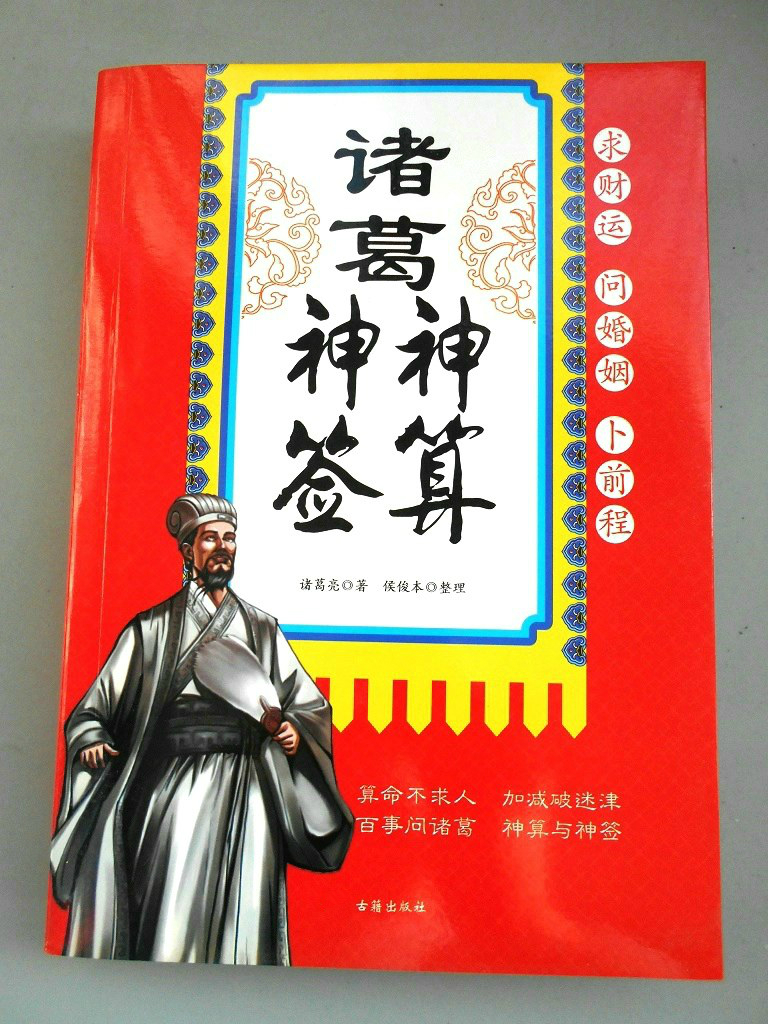 诸葛
神算
神签
求财运 问婚姻 卜前程
诸葛亮◎著 侯俊本◎整理
算命不求人 加减破迷津
百事问诸葛 神算与神签
古籍出版社